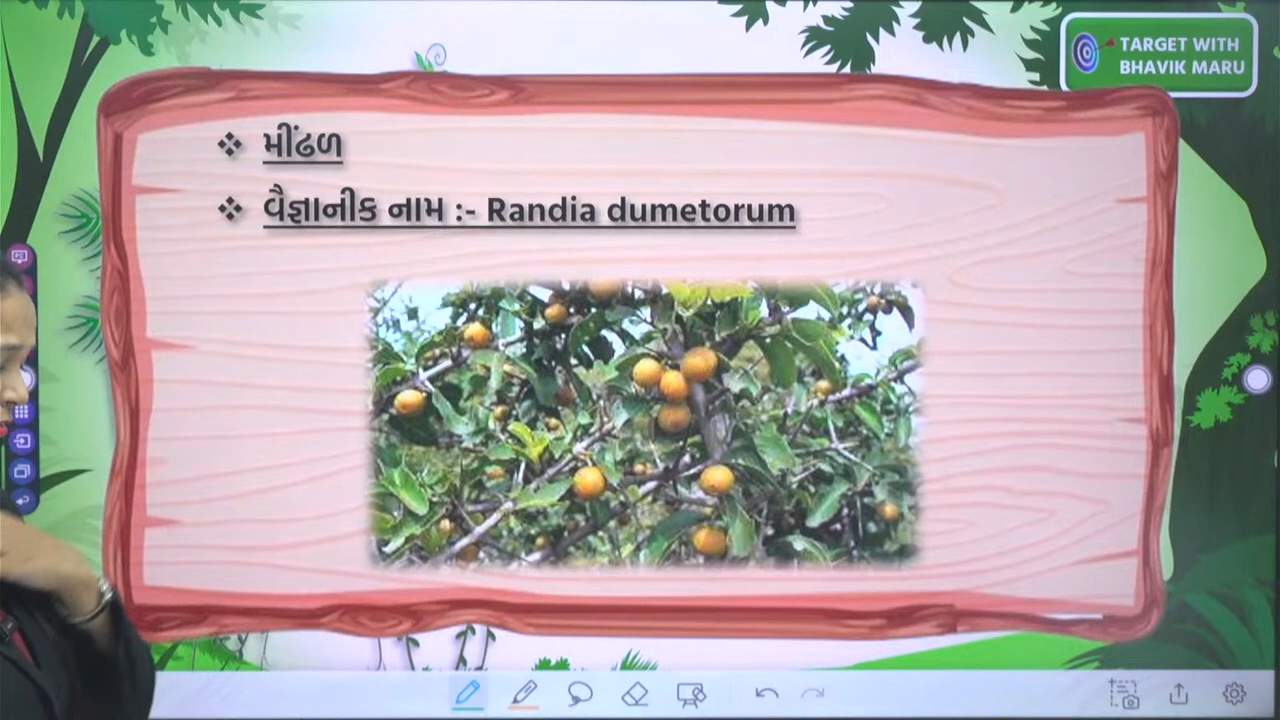 TARGET WITH
BHAVIK MARU
❖ મીંઢળ
❖ વૈજ્ઞાનીક નામ :- Randia dumetorum